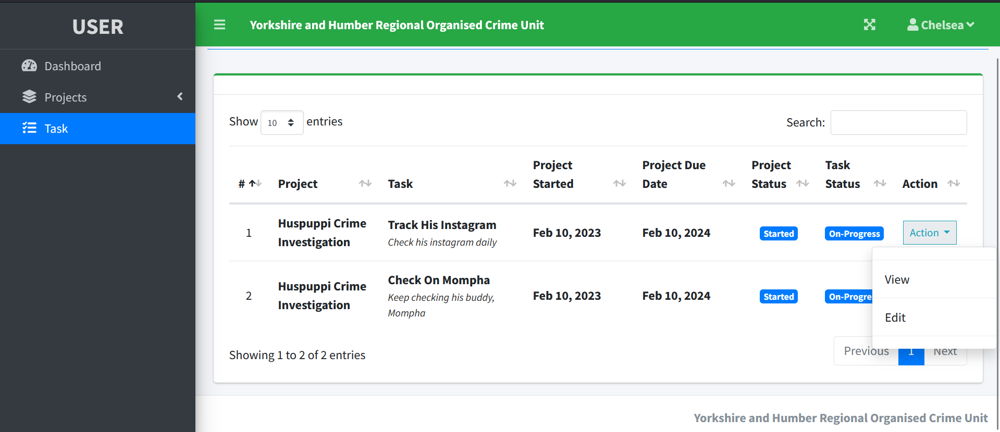 USER
Yorkshire and Humber Regional Organised Crime Unit
Chelsea
Dashboard
Projects
Task
Show 10 entries
Search:
# Project Task Project Started Project Due Date Project Status Task Status Action
1 Huspuppi Crime Investigation Track His Instagram Feb 10, 2023 Feb 10, 2024 Started On-Progress Action
Check his instagram daily
View
Edit
2 Huspuppi Crime Investigation Check On Mompha Feb 10, 2023 Feb 10, 2024 Started On-Progre
Keep checking his buddy,
Mompha
Showing 1 to 2 of 2 entries
Previous 1 Next
Yorkshire and Humber Regional Organised Crime Unit